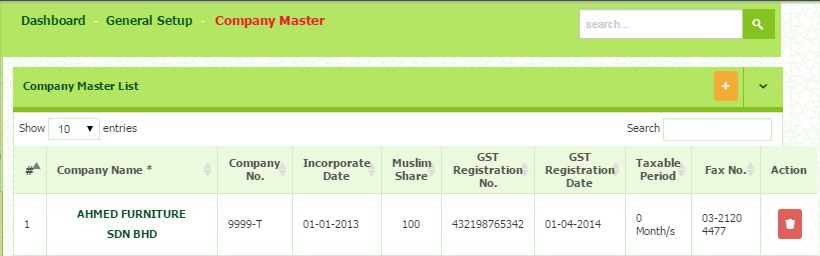 Dashboard - General Setup - Company Master
search...
Company Master List
+
Show 10 entries
Search
# Company Name * Company No. Incorporate Date Muslim Share GST Registration No. GST Registration Date Taxable Period Fax No. Action
1 AHMED FURNITURE SDN BHD 9999-T 01-01-2013 100 432198765342 01-04-2014 0 Month/s 03-2120 4477